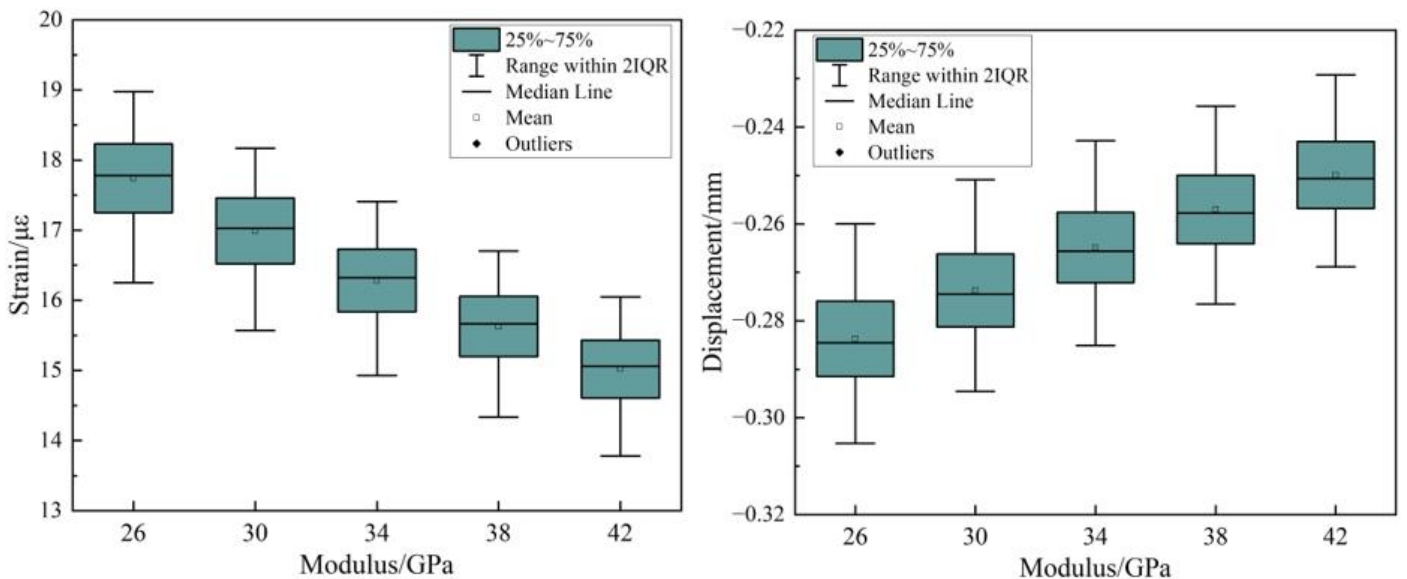 20
19
18
17
16
15
14
13
Strain/με
26 30 34 38 42
Modulus/GPa
25%~75%
Range within 2IQR
Median Line
Mean
Outliers
−0.22
−0.24
−0.26
−0.28
−0.30
−0.32
Displacement/mm
26 30 34 38 42
Modulus/GPa
25%~75%
Range within 2IQR
Median Line
Mean
Outliers